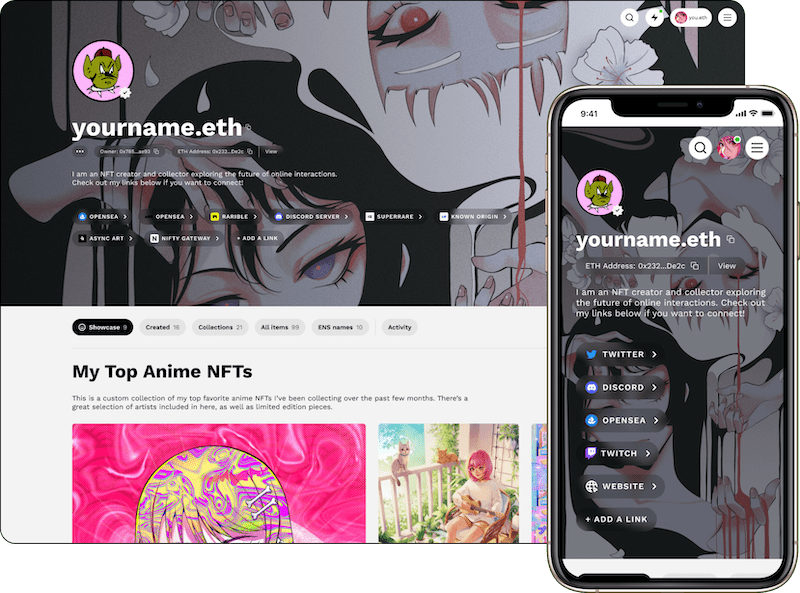 you.eth
yourname.eth
Owner: 0x785...ae93
ETH Address: 0x232...De2c
View
I am an NFT creator and collector exploring the future of online interactions.
Check out my links below if you want to connect!
OPENSEA
OPENSEA
RARIBLE
DISCORD SERVER
SUPERRARE
KNOWN ORIGIN
ASYNC ART
NIFTY GATEWAY
+ ADD A LINK
Showcase 9
Created 16
Collections 21
All items 99
ENS names 10
Activity
My Top Anime NFTs
This is a custom collection of my top favorite anime NFTs I've been collecting over the past few months. There's a
great selection of artists included in here, as well as limited edition pieces.
9:41
yourname.eth
ETH Address: 0x232...De2c
View
I am an NFT creator and collector exploring
the future of online interactions. Check out
my links below if you want to connect!
TWITTER
DISCORD
OPENSEA
TWITCH
WEBSITE
+ ADD A LINK